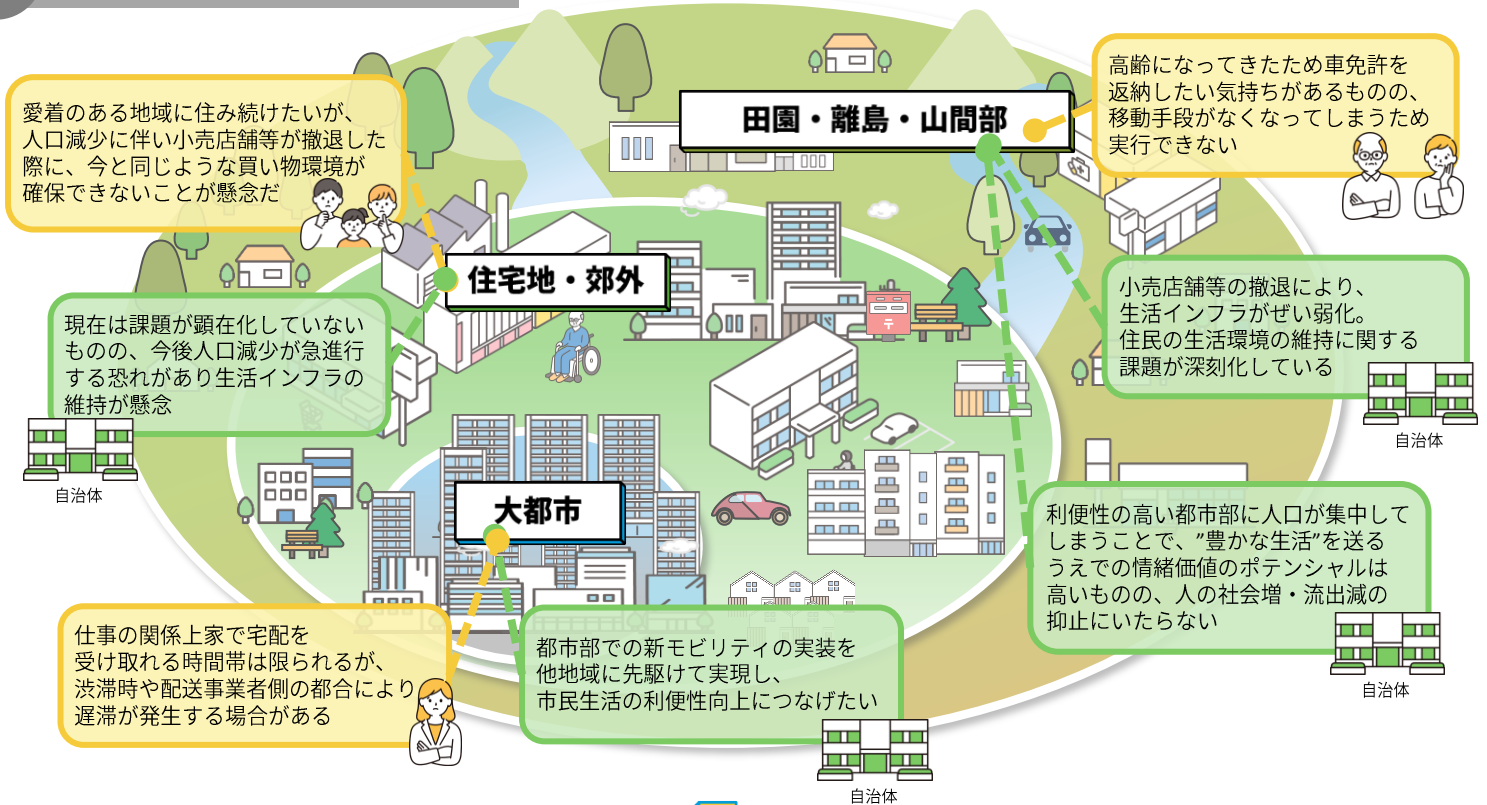 愛着のある地域に住み続けたいが、
人口減少に伴い小売店舗等が撤退した
際に、今と同じような買い物環境が
確保できないことが懸念だ
田園・離島・山間部
高齢になってきたため車免許を
返納したい気持ちがあるものの、
移動手段がなくなってしまうため
実行できない
住宅地・郊外
現在は課題が顕在化していない
ものの、今後人口減少が急進行
する恐れがあり生活インフラの
維持が懸念
自治体
小売店舗等の撤退により、
生活インフラがぜい弱化。
住民の生活環境の維持に関する
課題が深刻化している
自治体
大都市
利便性の高い都市部に人口が集中して
しまうことで、”豊かな生活”を送る
うえでの情緒価値のポテンシャルは
高いものの、人の社会増・流出減の
抑止にいたらない
自治体
仕事の関係上家で宅配を
受け取れる時間帯は限られるが、
渋滞時や配送事業者側の都合により
遅滞が発生する場合がある
都市部での新モビリティの実装を
他地域に先駆けて実現し、
市民生活の利便性向上につなげたい
自治体